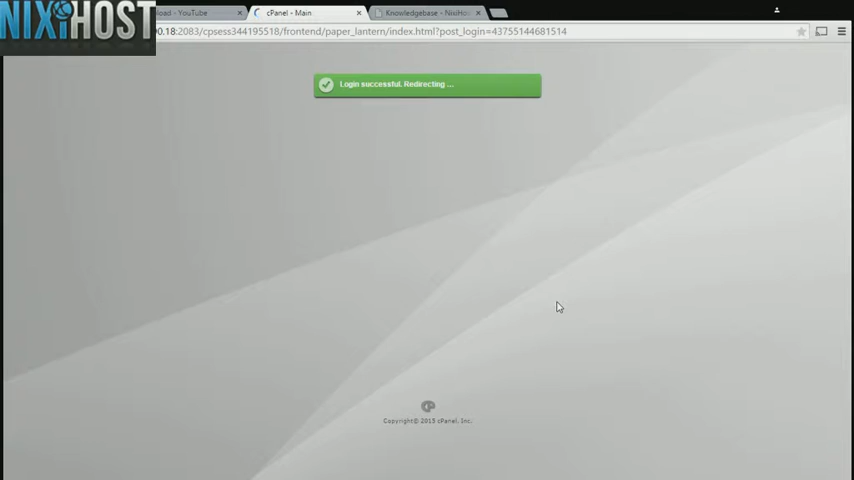 NIXIHOST
load - YouTube
cPanel - Main
Knowledgebase - NixiHo
0.18:2083/cpsess344195518/frontend/paper_lantern/index.html?post_login=43755144681514
Login successful. Redirecting ...
Copyright© 2015 cPanel, Inc.